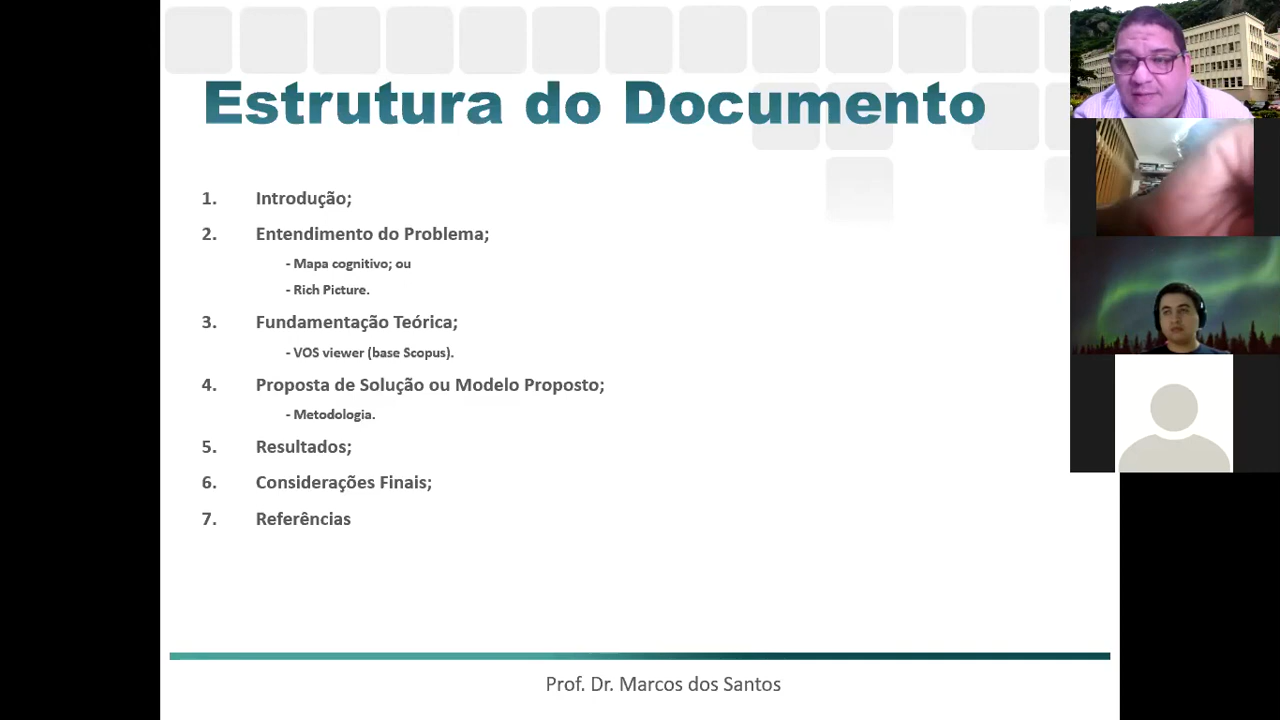 Estrutura do Documento
1. Introdução;
2. Entendimento do Problema;
- Mapa cognitivo; ou
- Rich Picture.
3. Fundamentação Teórica;
- VOS viewer (base Scopus).
4. Proposta de Solução ou Modelo Proposto;
- Metodologia.
5. Resultados;
6. Considerações Finais;
7. Referências
Prof. Dr. Marcos dos Santos